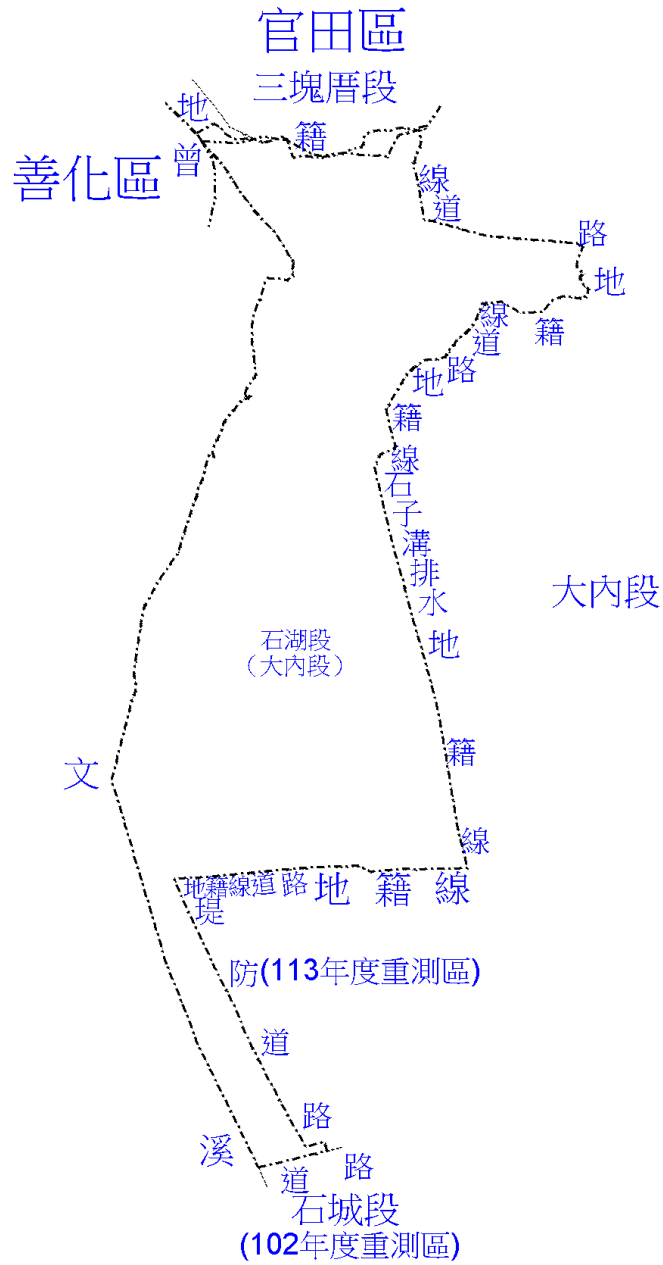 官田區
三塊厝段
地籍
善化區
曾文溪
線
道路
地籍線
道路
地籍線
石子溝排水地籍線
大內段
石湖段
(大內段)
地籍線道路地籍線
堤防道路
(113年度重測區)
道路
石城段
(102年度重測區)